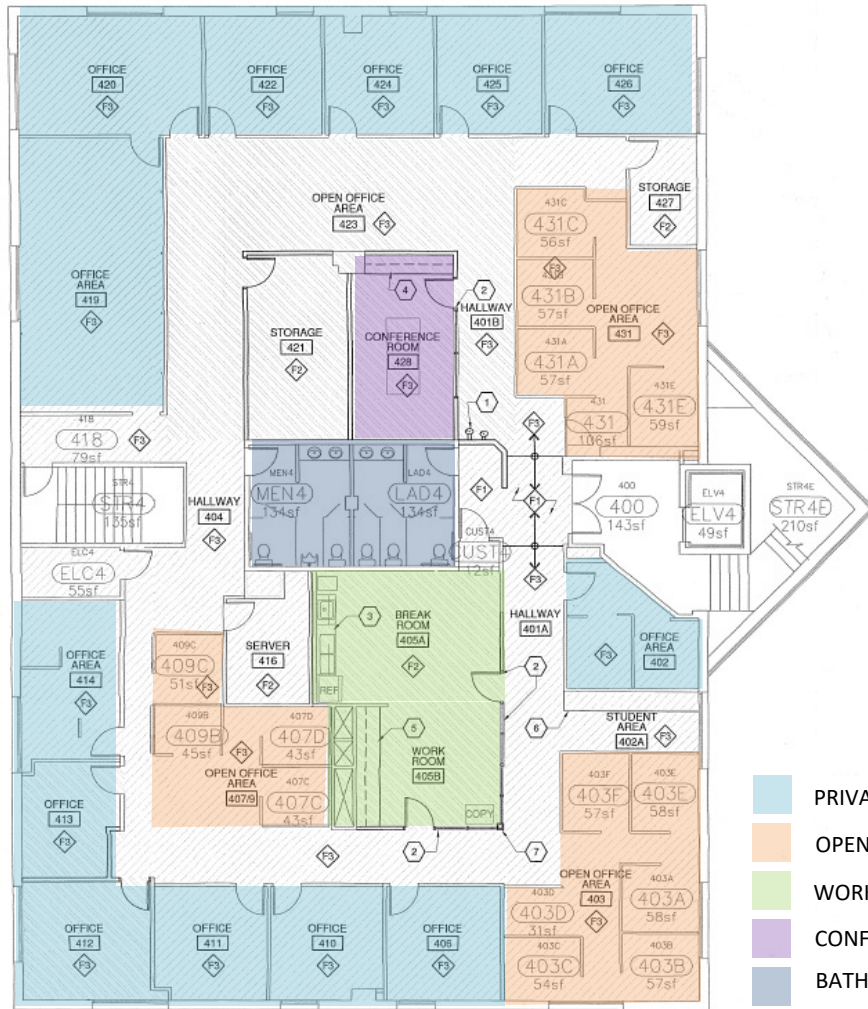 OFFICE
420
F3
OFFICE
422
F3
OFFICE
424
F3
OFFICE
425
F3
OFFICE
426
F3
STORAGE
427
F2
OPEN OFFICE
AREA
423
F3
431C
431C
56sf
F3
431B
57sf
431A
431A
57sf
OPEN OFFICE
AREA
431
F3
431
431
106sf
431E
431E
59sf
OFFICE
AREA
419
F3
STORAGE
421
F2
4
CONFERENCE
ROOM
428
F3
2
HALLWAY
401B
F3
1
F3
418
418
79sf
F3
STR4
STR4
135sf
HALLWAY
404
F3
MEN4
MEN4
134sf
LAD4
LAD4
134sf
F1
F1
CUST4
CUST4
12sf
F3
400
400
143sf
ELV4
ELV4
49sf
STR4E
STR4E
210sf
ELC4
ELC4
55sf
OFFICE
AREA
414
F3
409C
409C
51sf
F3
SERVER
416
F2
3
BREAK
ROOM
405A
F2
REF
HALLWAY
401A
2
F3
OFFICE
AREA
402
6
STUDENT
AREA
402A
F3
409B
409B
45sf
F3
407D
407D
43sf
OPEN OFFICE
AREA
407/9
407C
407C
43sf
5
WORK
ROOM
405B
COPY
OFFICE
413
F3
F3
2
7
403F
403F
57sf
403E
403E
58sf
OPEN OFFICE
AREA
403
F3
403A
403A
58sf
403D
403D
31sf
403C
403C
54sf
403B
403B
57sf
OFFICE
412
F3
OFFICE
411
F3
OFFICE
410
F3
OFFICE
406
F3
PRIVA
OPEN
WORK
CONF
BATH